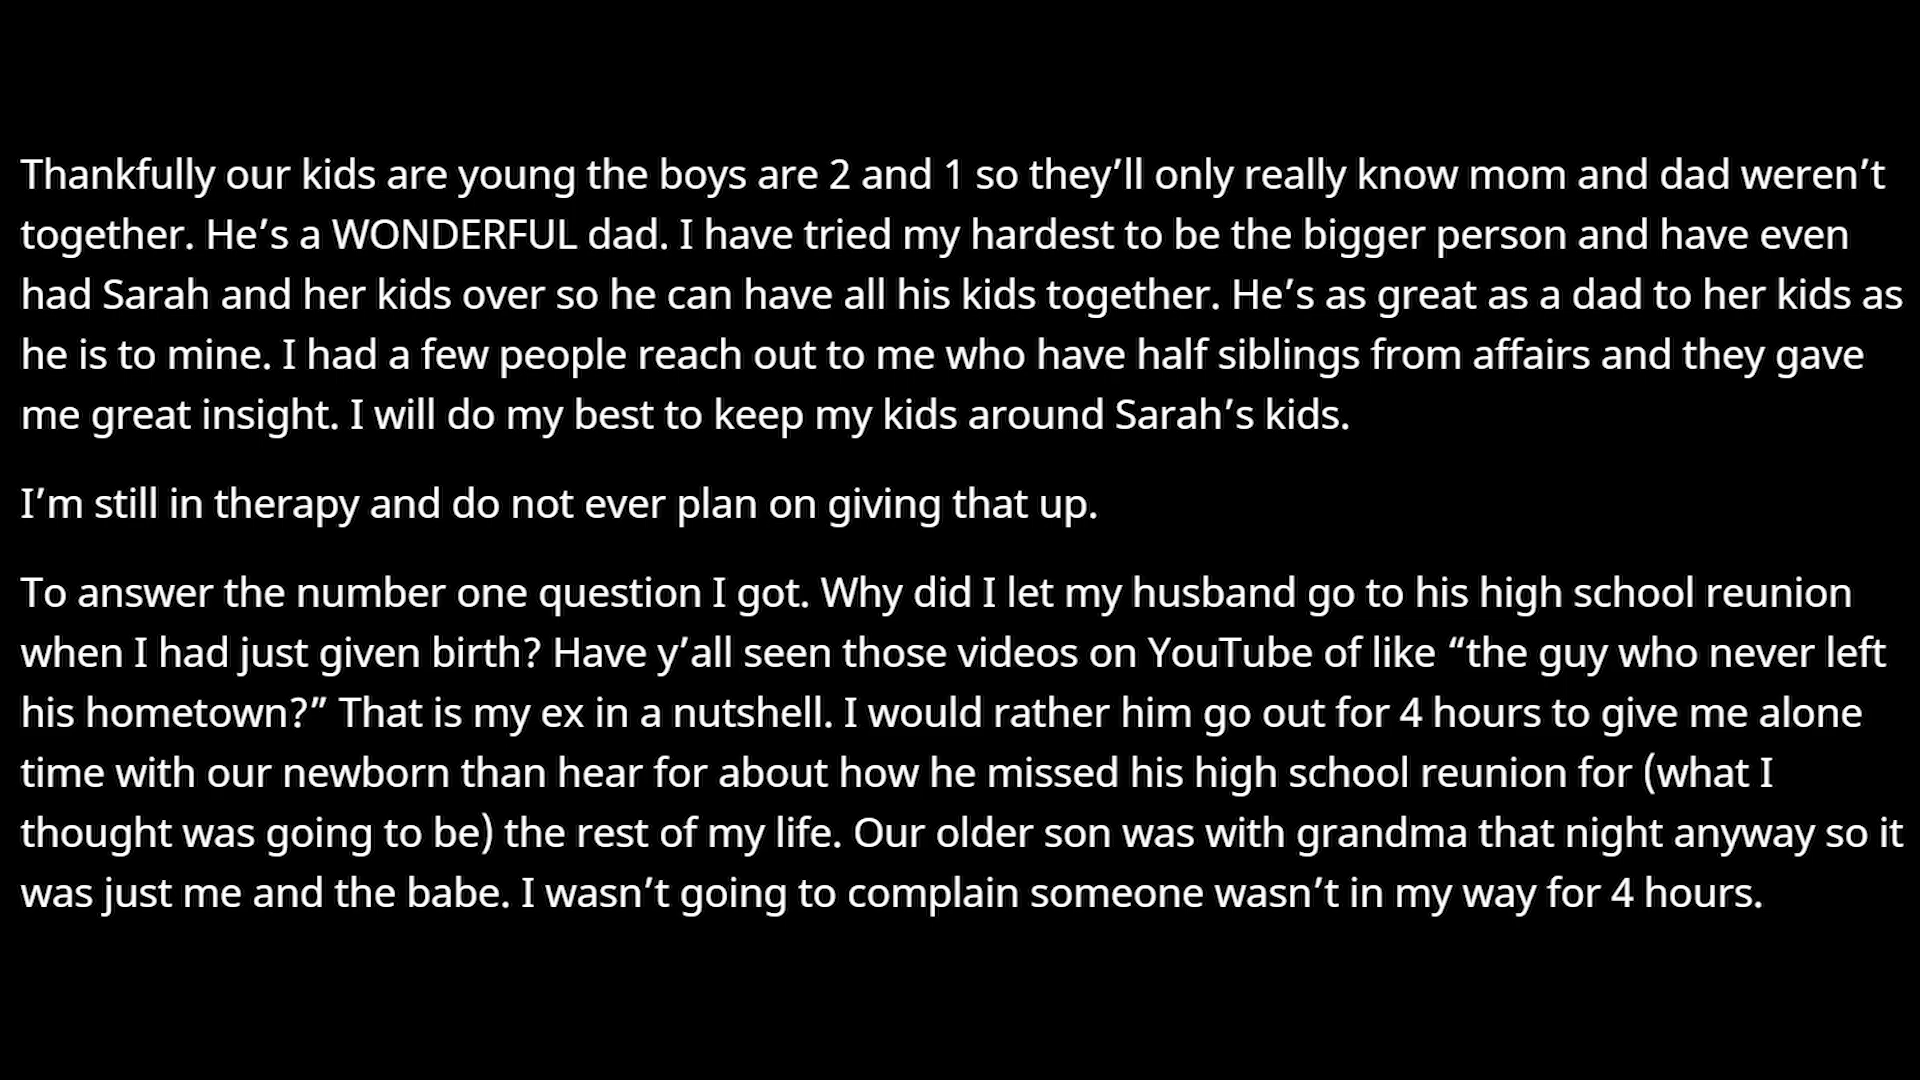 Thankfully our kids are young the boys are 2 and 1 so they’ll only really know mom and dad weren’t
together. He’s a WONDERFUL dad. I have tried my hardest to be the bigger person and have even
had Sarah and her kids over so he can have all his kids together. He’s as great as a dad to her kids as
he is to mine. I had a few people reach out to me who have half siblings from affairs and they gave
me great insight. I will do my best to keep my kids around Sarah’s kids.
I’m still in therapy and do not ever plan on giving that up.
To answer the number one question I got. Why did I let my husband go to his high school reunion
when I had just given birth? Have y’all seen those videos on YouTube of like “the guy who never left
his hometown?” That is my ex in a nutshell. I would rather him go out for 4 hours to give me alone
time with our newborn than hear for about how he missed his high school reunion for (what I
thought was going to be) the rest of my life. Our older son was with grandma that night anyway so it
was just me and the babe. I wasn’t going to complain someone wasn’t in my way for 4 hours.